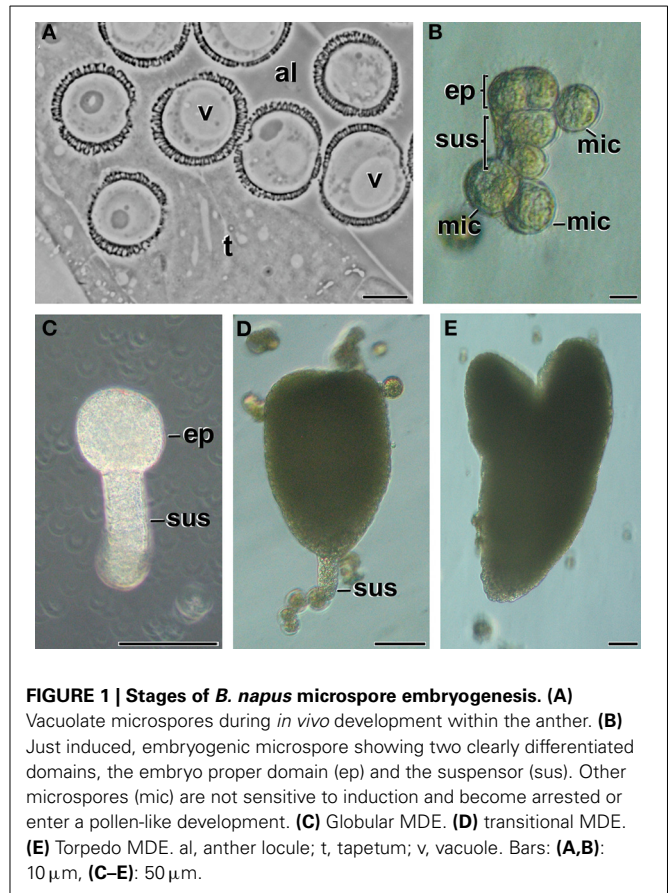 A
al
v
v
t
B
ep
sus
mic
mic
mic
C
ep
sus
D
sus
E
FIGURE 1 | Stages of B. napus microspore embryogenesis. (A)
Vacuolate microspores during in vivo development within the anther. (B)
Just induced, embryogenic microspore showing two clearly differentiated
domains, the embryo proper domain (ep) and the suspensor (sus). Other
microspores (mic) are not sensitive to induction and become arrested or
enter a pollen-like development. (C) Globular MDE. (D) transitional MDE.
(E) Torpedo MDE. al, anther locule; t, tapetum; v, vacuole. Bars: (A,B):
10 μm, (C–E): 50 μm.